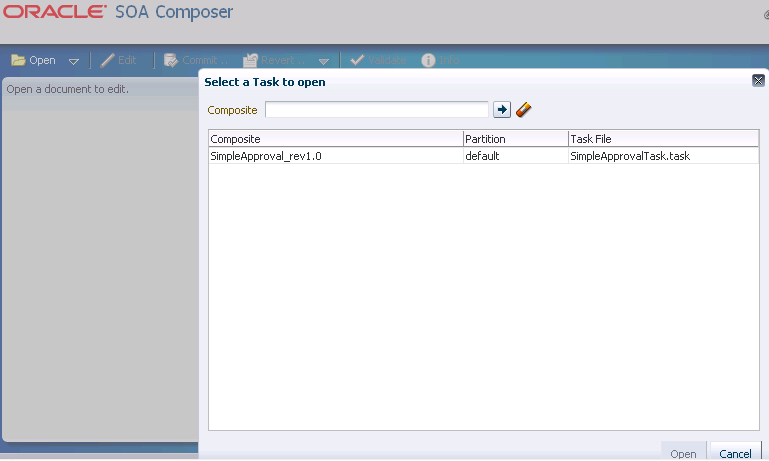 ORACLE SOA Composer
Open Edit Commit... Revert... Validate Info
Open a document to edit.
Select a Task to open
Composite
Composite Partition Task File
SimpleApproval_rev1.0 default SimpleApprovalTask.task
Open Cancel